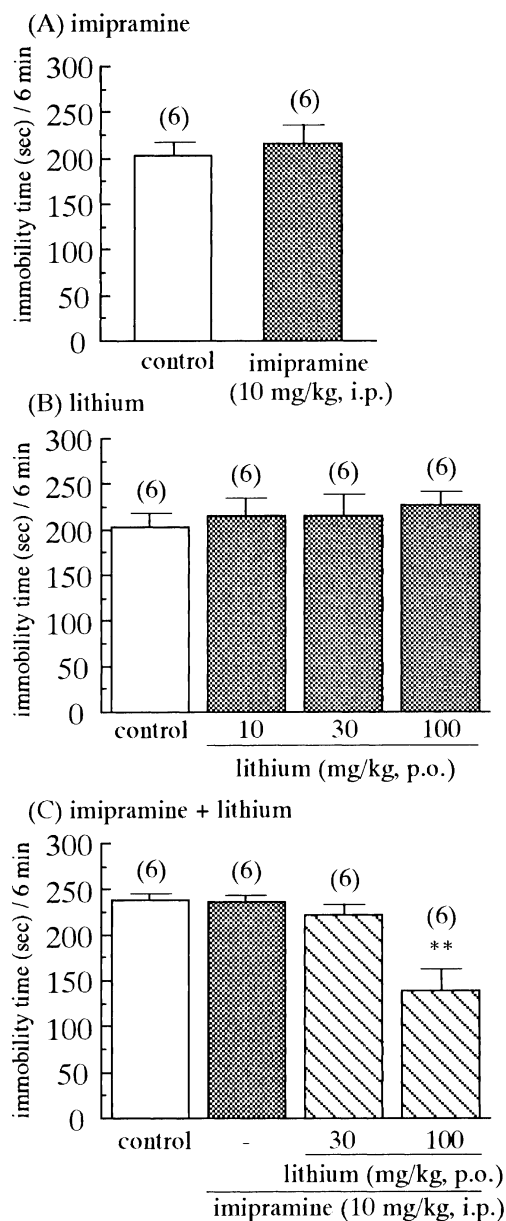 (A) imipramine
immobility time (sec) / 6 min
300
250
200
150
100
50
0
(6)
(6)
control
imipramine
(10 mg/kg, i.p.)
(B) lithium
immobility time (sec) / 6 min
300
250
200
150
100
50
0
(6)
(6)
(6)
(6)
control
10
30
100
lithium (mg/kg, p.o.)
(C) imipramine + lithium
immobility time (sec) / 6 min
300
250
200
150
100
50
0
(6)
(6)
(6)
(6)
**
control
-
30
100
lithium (mg/kg, p.o.)
imipramine (10 mg/kg, i.p.)